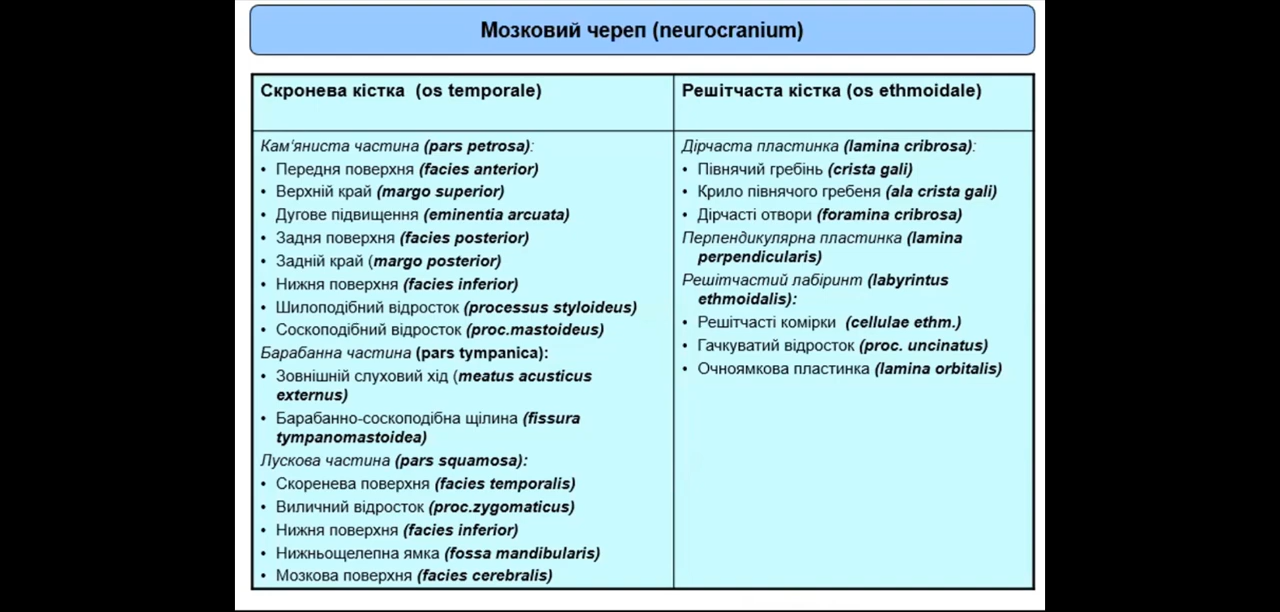 Мозковий череп (neurocranium)
Скронева кістка (os temporale)
Кам'яниста частина (pars petrosa):
• Передня поверхня (facies anterior)
• Верхній край (margo superior)
• Дугове підвищення (eminentia arcuata)
• Задня поверхня (facies posterior)
• Задній край (margo posterior)
• Нижня поверхня (facies inferior)
• Шилоподібний відросток (processus styloideus)
• Соскоподібний відросток (proc.mastoideus)
Барабанна частина (pars tympanica):
• Зовнішній слуховий хід (meatus acusticus
externus)
• Барабанно-соскоподібна щілина (fissura
tympanomastoidea)
Лускова частина (pars squamosa):
• Скоренева поверхня (facies temporalis)
• Виличний відросток (proc.zygomaticus)
• Нижня поверхня (facies inferior)
• Нижньощелепна ямка (fossa mandibularis)
• Мозкова поверхня (facies cerebralis)
Решітчаста кістка (os ethmoidale)
Дірчаста пластинка (lamina cribrosa):
• Півнячий гребінь (crista gali)
• Крило півнячого гребеня (ala crista gali)
• Дірчасті отвори (foramina cribrosa)
Перпендикулярна пластинка (lamina
perpendicularis)
Решітчастий лабіринт (labyrintus
ethmoidalis):
• Решітчасті комірки (cellulae ethm.)
• Гачкуватий відросток (proc. uncinatus)
• Очноямкова пластинка (lamina orbitalis)